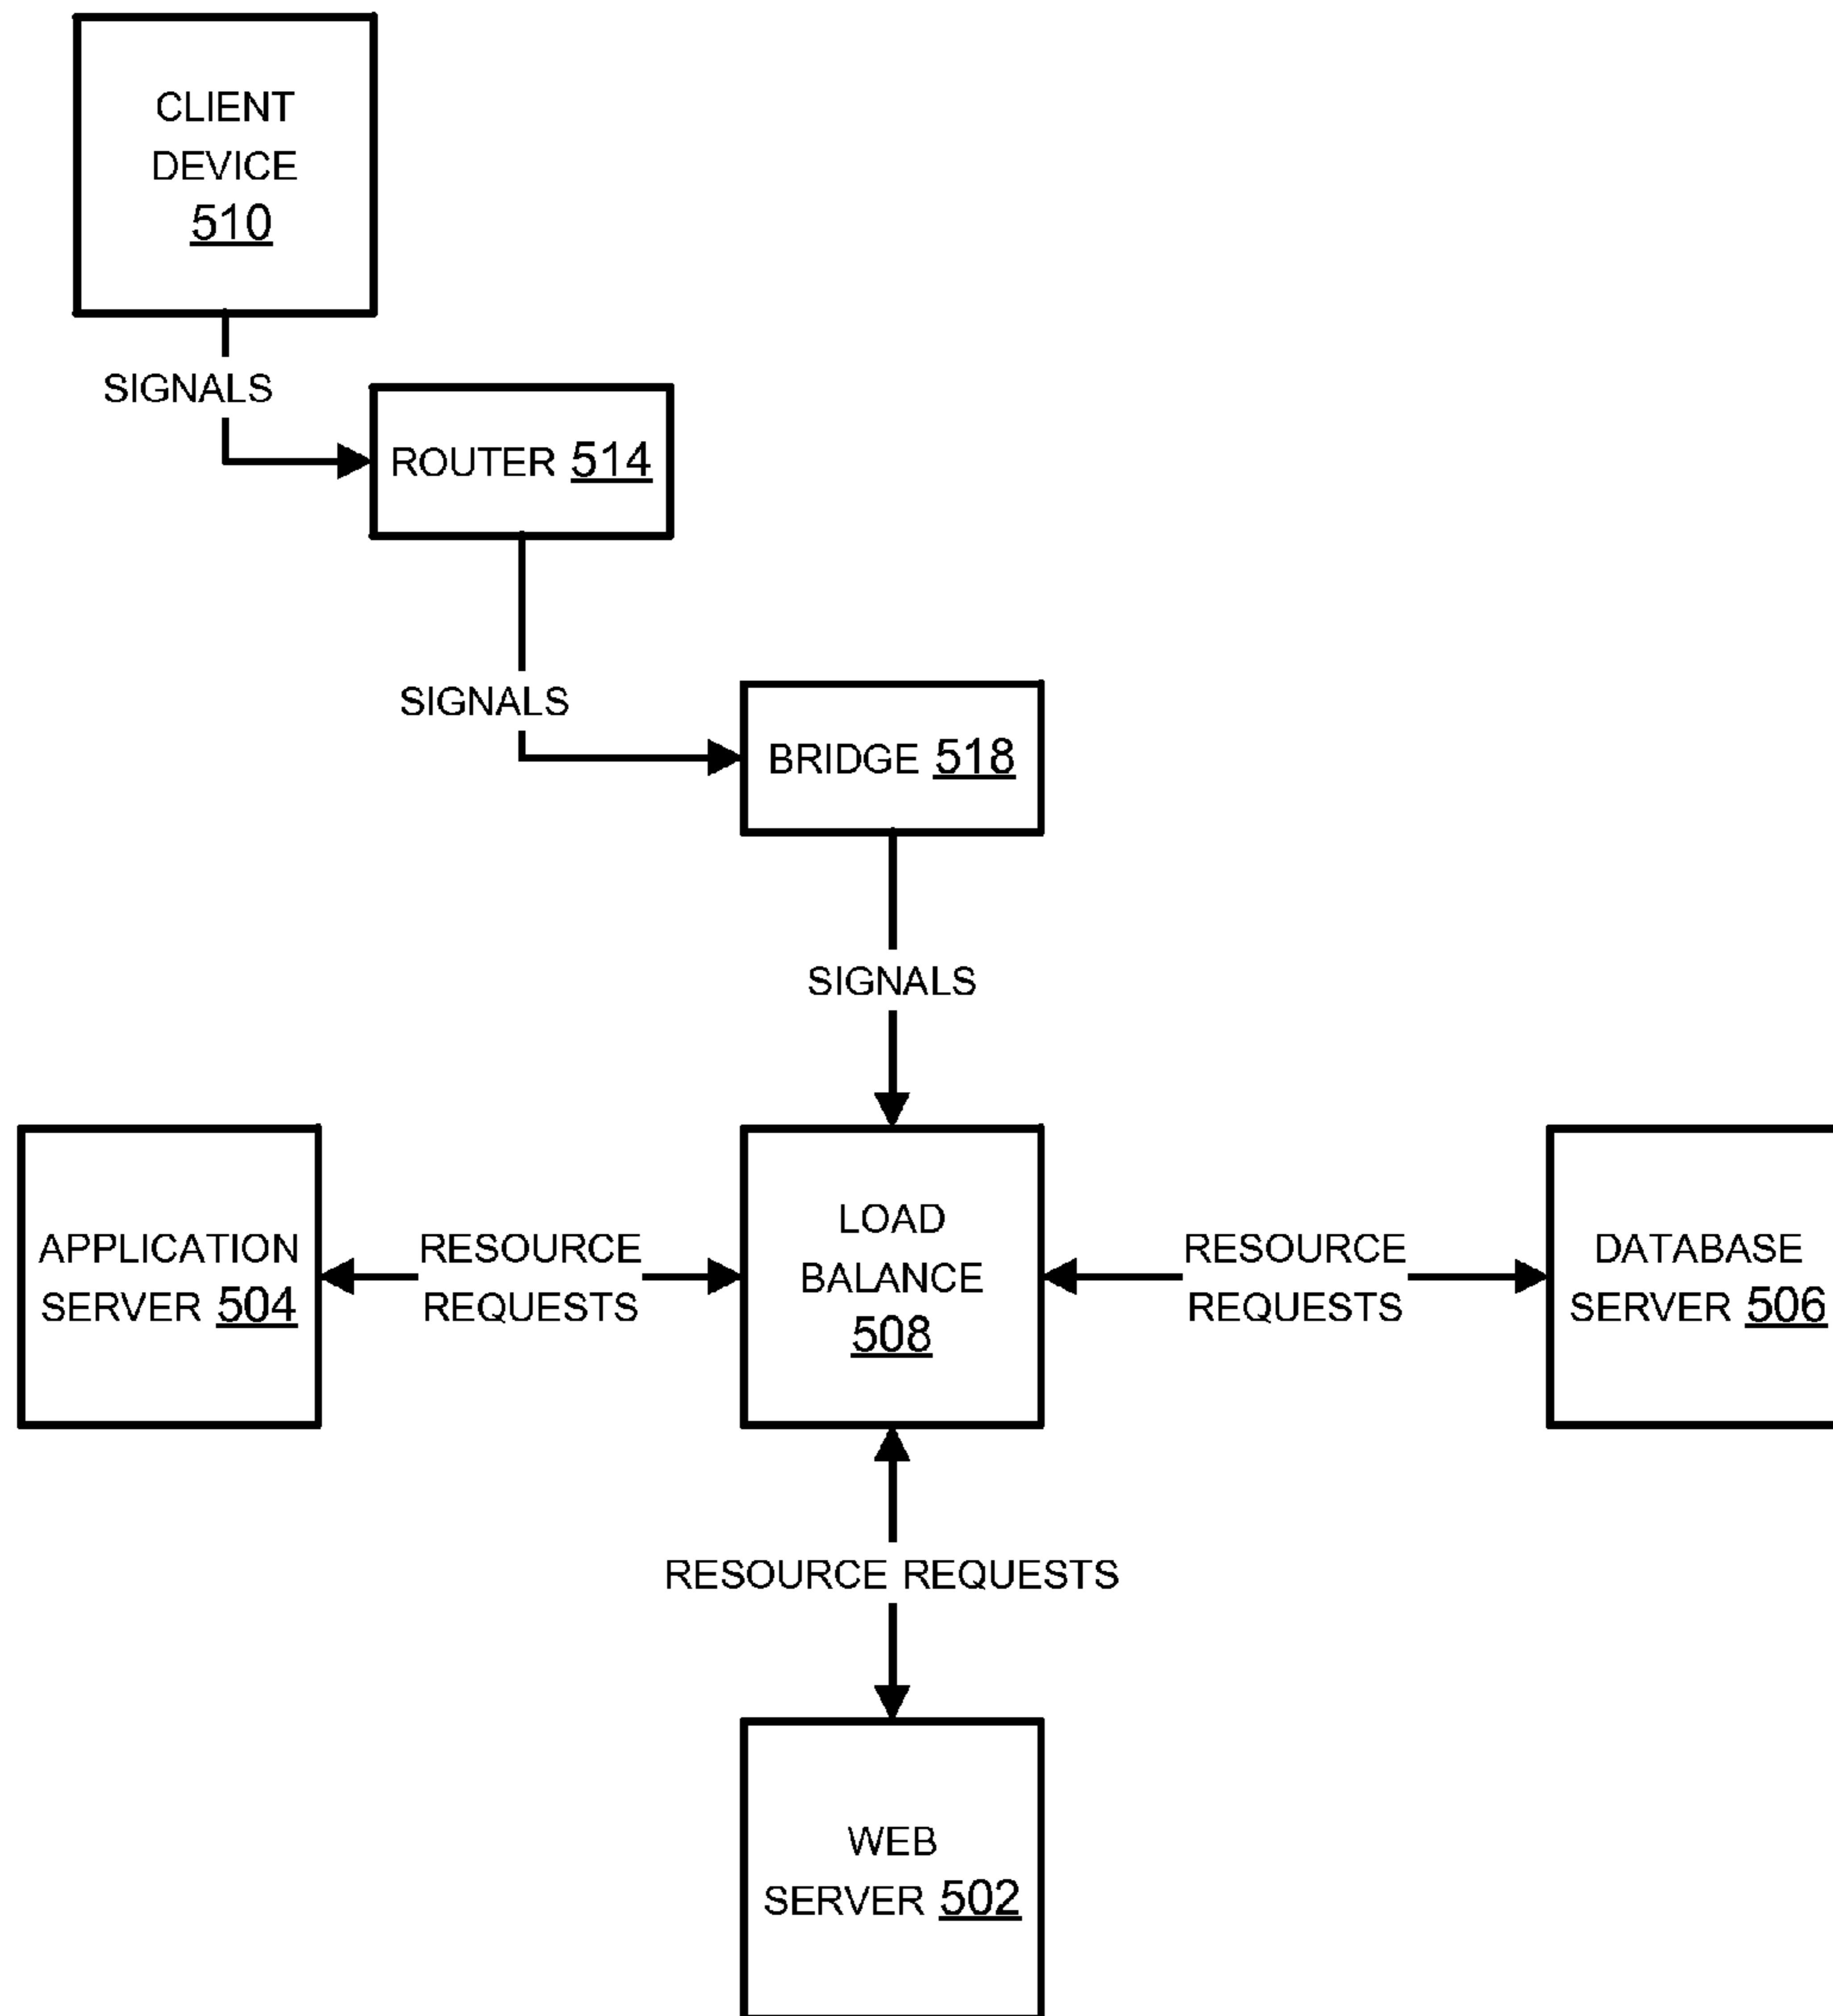 CLIENT
DEVICE
510
SIGNALS
ROUTER 514
SIGNALS
BRIDGE 518
SIGNALS
APPLICATION
SERVER 504
RESOURCE
REQUESTS
LOAD
BALANCE
508
RESOURCE
REQUESTS
DATABASE
SERVER 506
RESOURCE REQUESTS
WEB
SERVER 502